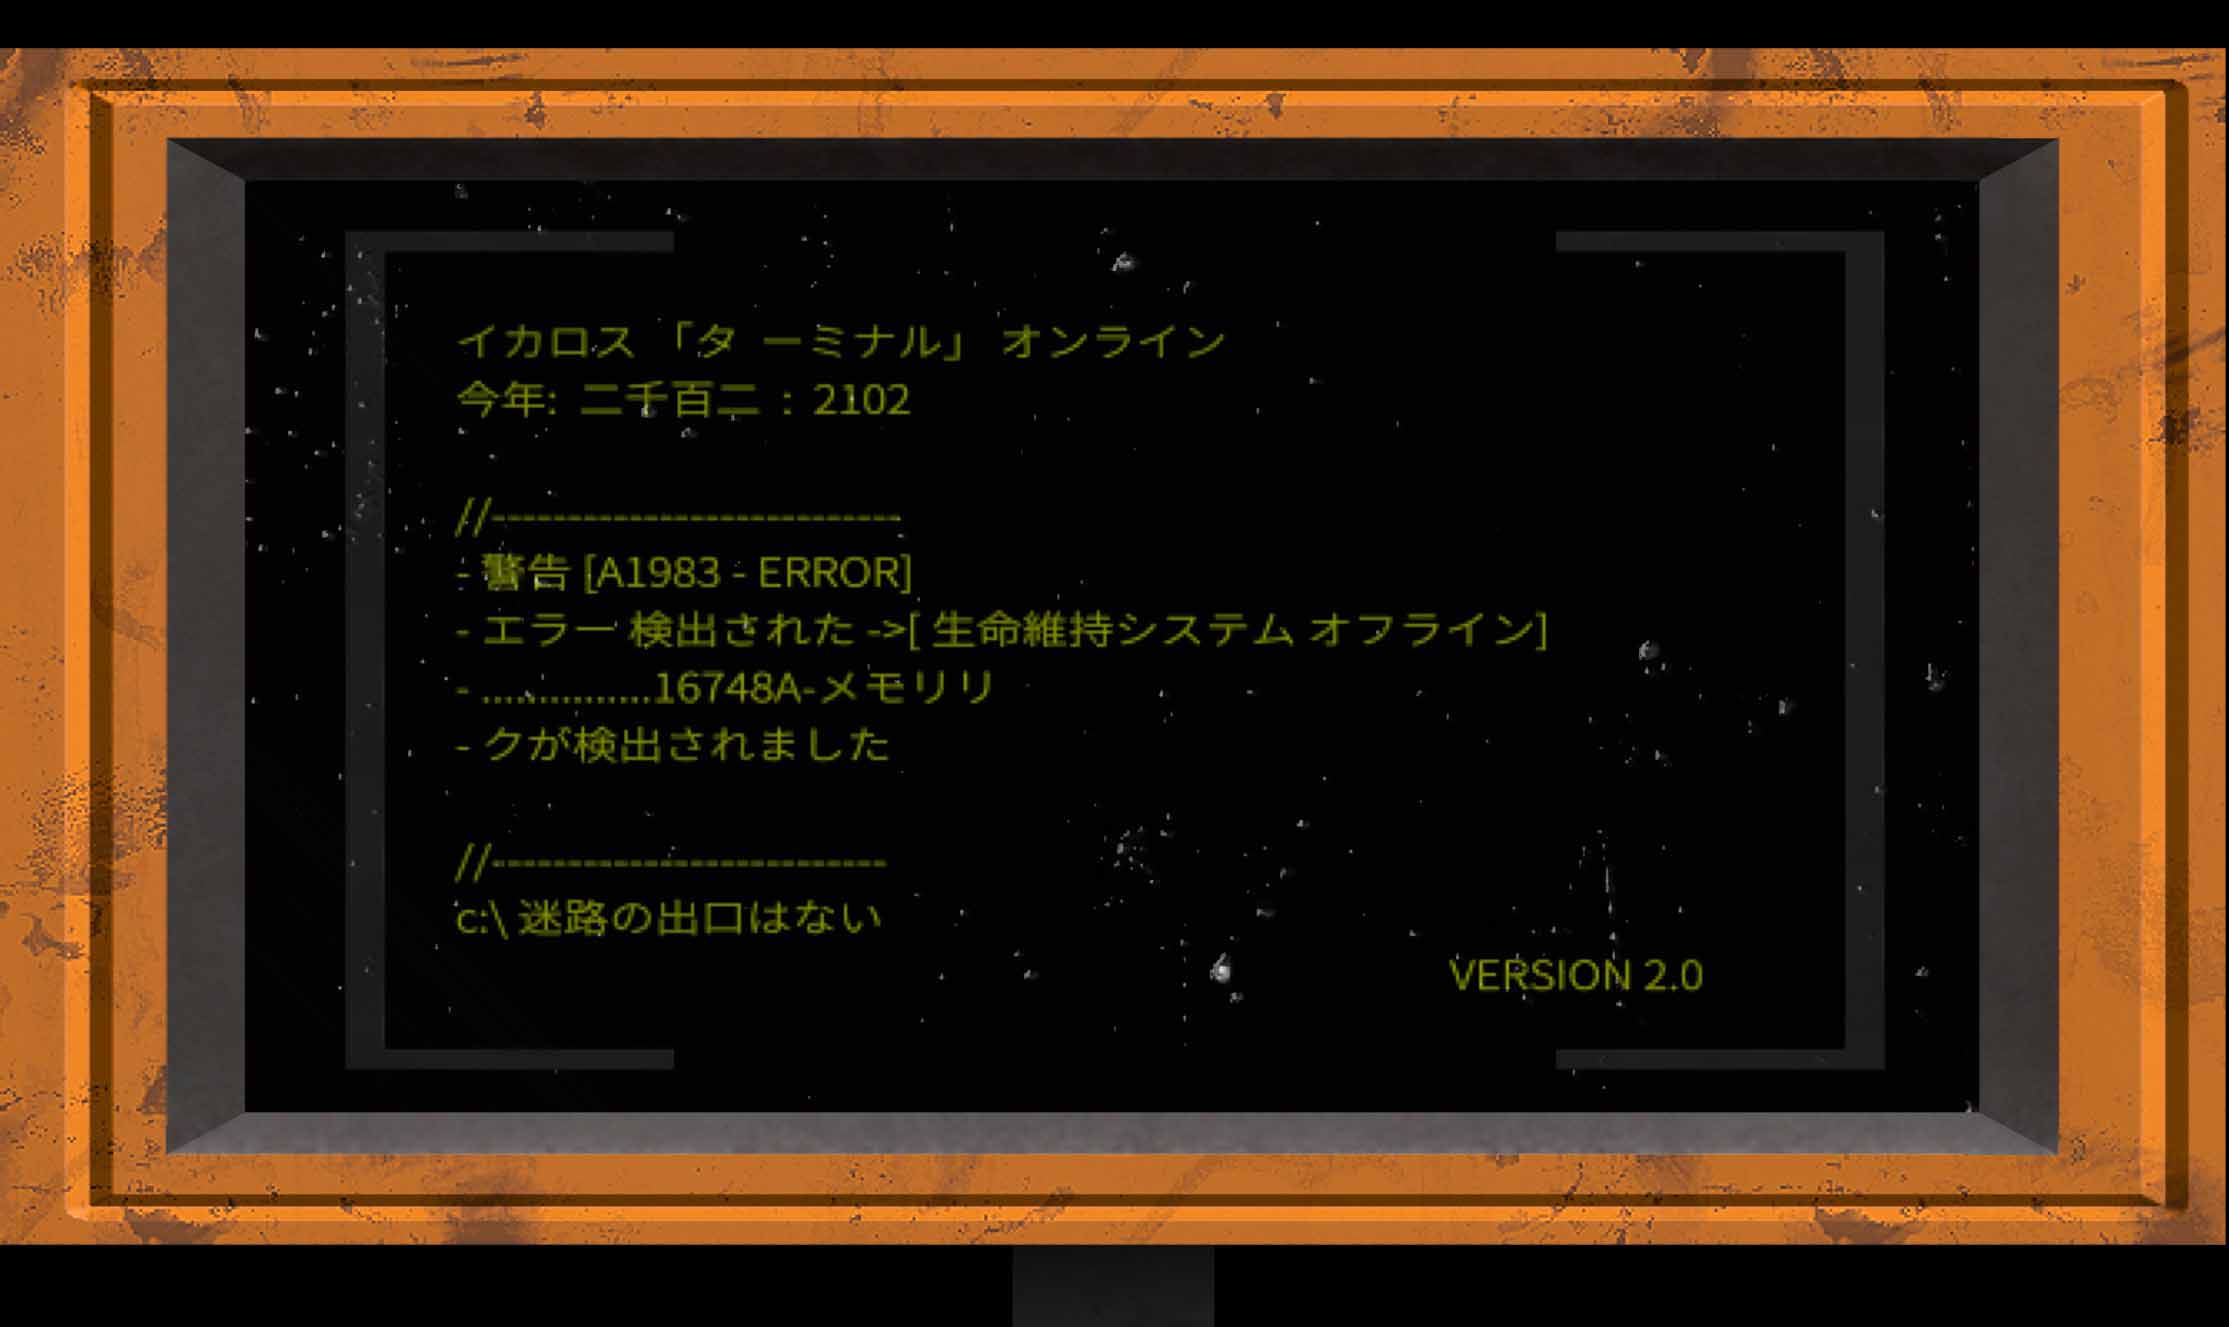 イカロス 「タ ーミナル」 オンライン
今年: 二千百二 : 2102
//---------------------------
- 警告 [A1983 - ERROR]
- エラー 検出された ->[ 生命維持システム オフライン]
- ...............16748A-メモリリ
- クが検出されました
//--------------------------
c:\ 迷路の出口はない
VERSION 2.0